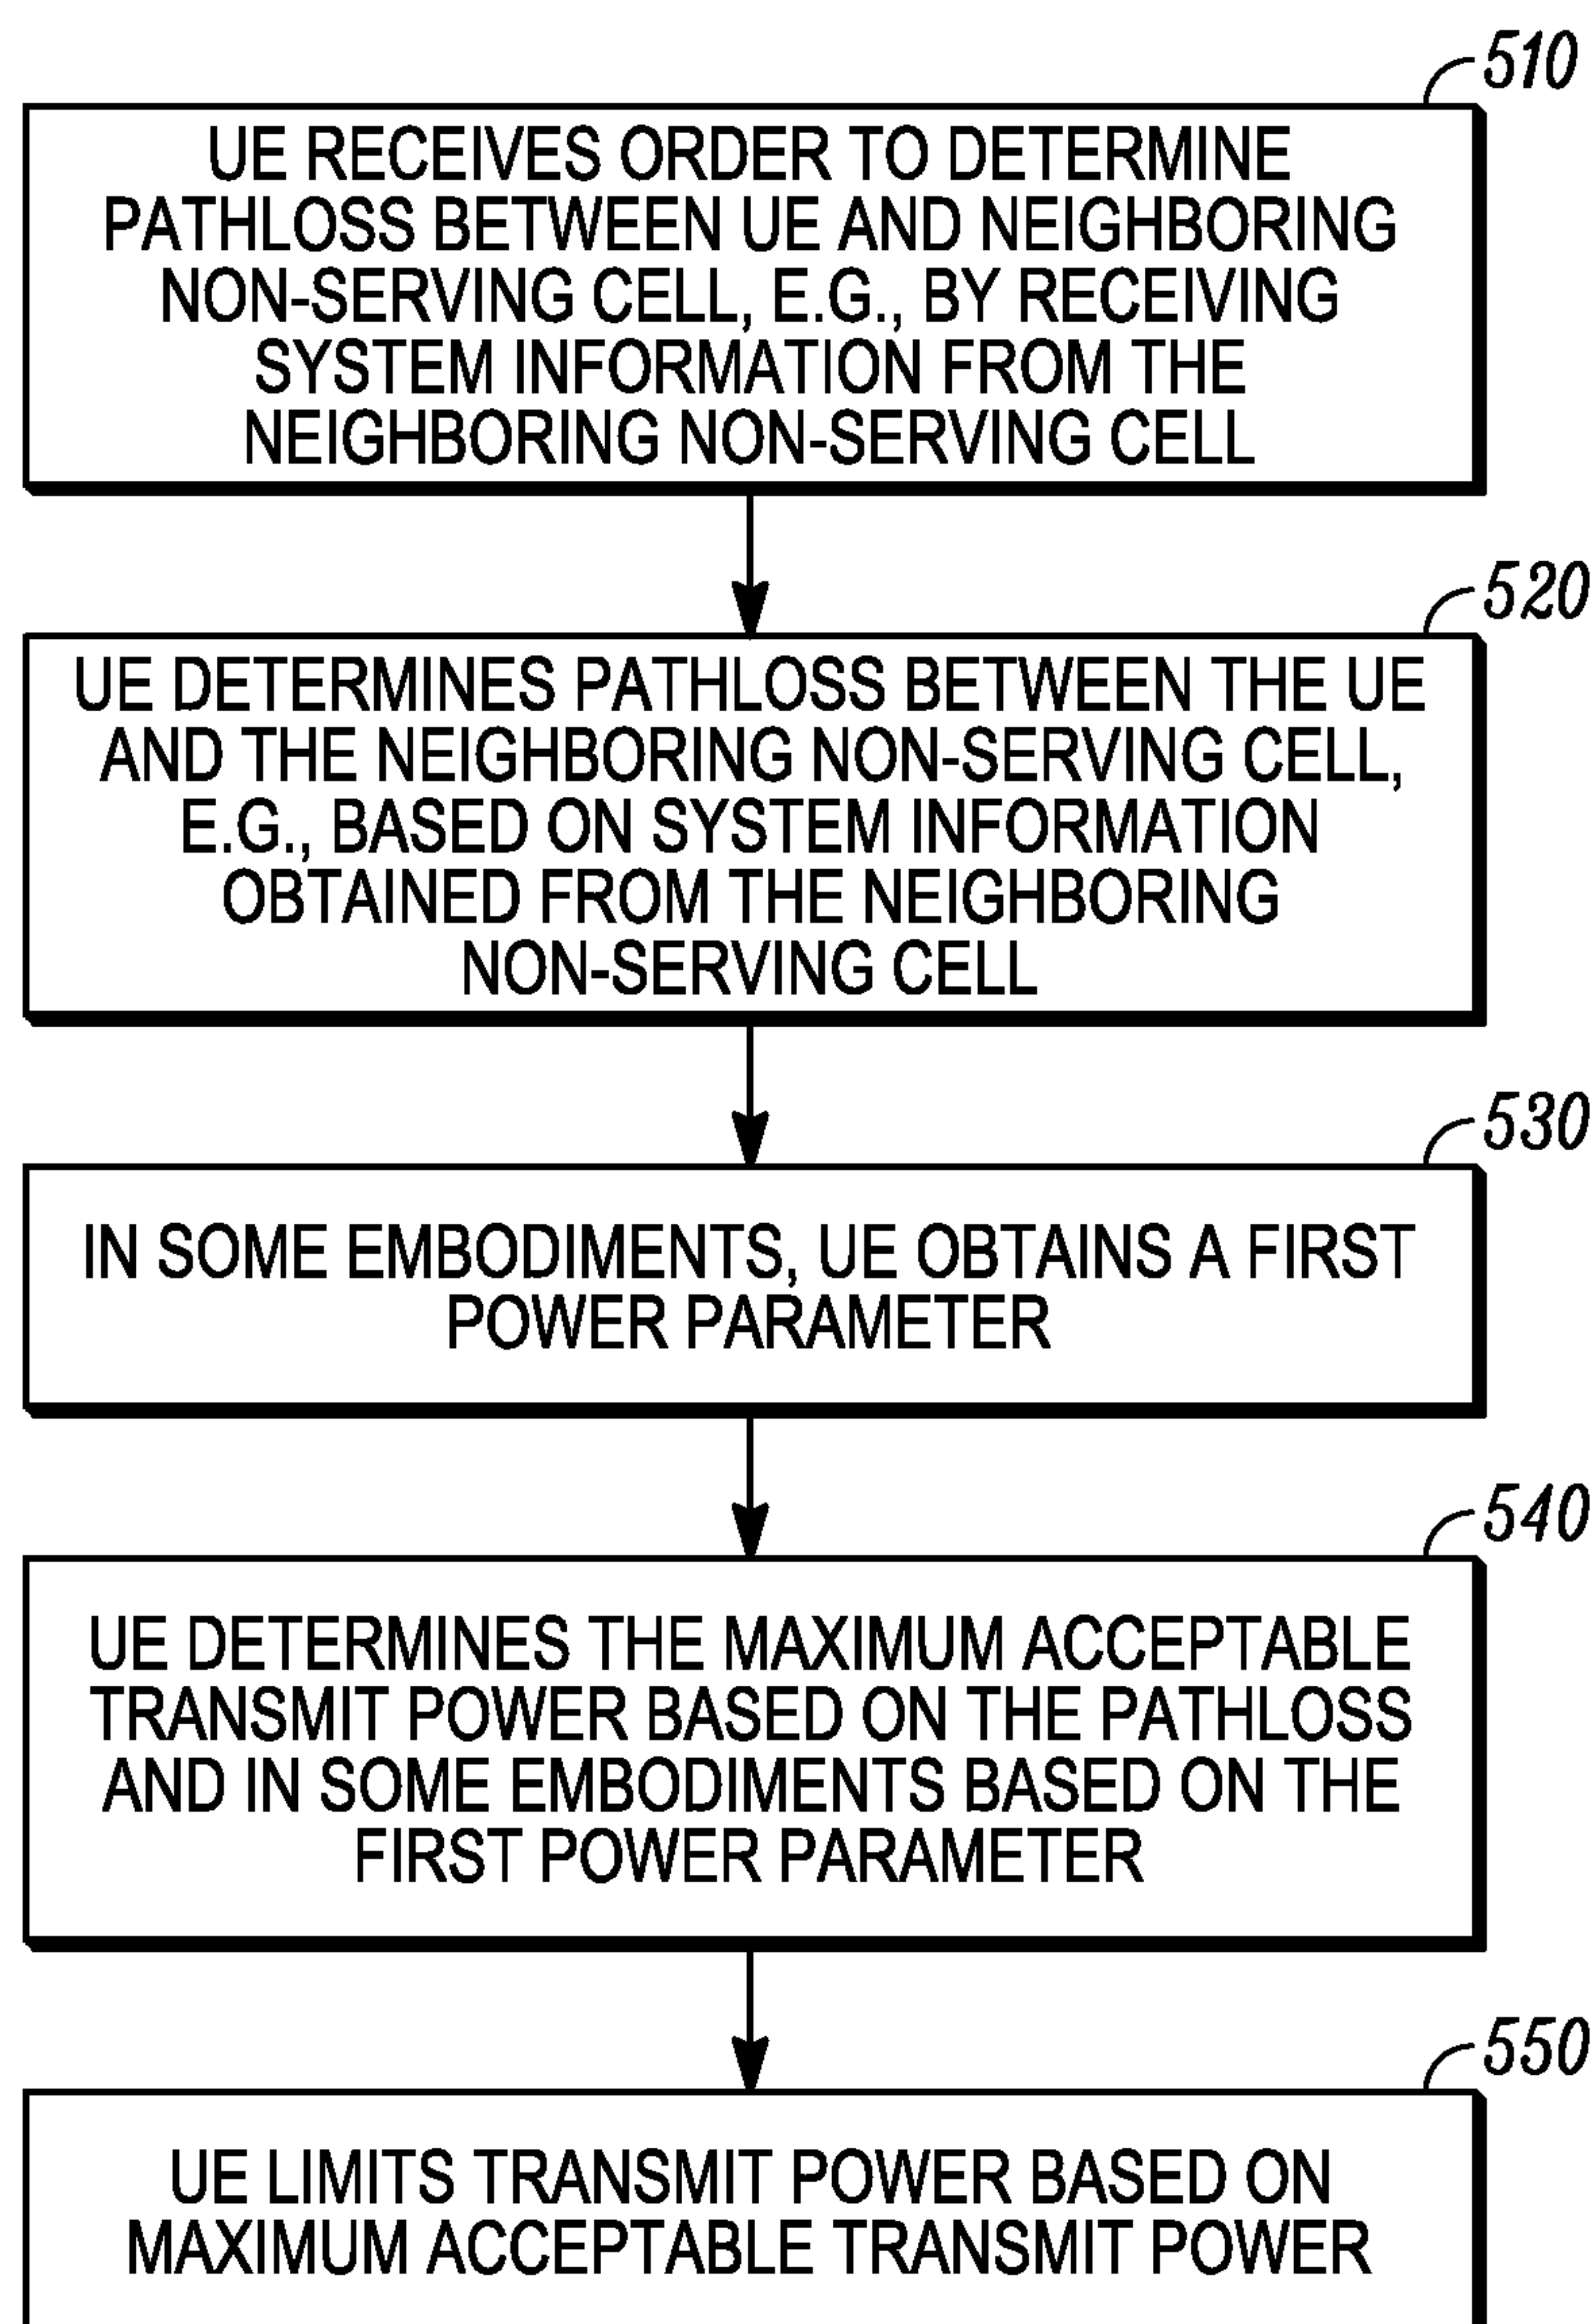 510
UE RECEIVES ORDER TO DETERMINE
PATHLOSS BETWEEN UE AND NEIGHBORING
NON-SERVING CELL, E.G., BY RECEIVING
SYSTEM INFORMATION FROM THE
NEIGHBORING NON-SERVING CELL
520
UE DETERMINES PATHLOSS BETWEEN THE UE
AND THE NEIGHBORING NON-SERVING CELL,
E.G., BASED ON SYSTEM INFORMATION
OBTAINED FROM THE NEIGHBORING
NON-SERVING CELL
530
IN SOME EMBODIMENTS, UE OBTAINS A FIRST
POWER PARAMETER
540
UE DETERMINES THE MAXIMUM ACCEPTABLE
TRANSMIT POWER BASED ON THE PATHLOSS
AND IN SOME EMBODIMENTS BASED ON THE
FIRST POWER PARAMETER
550
UE LIMITS TRANSMIT POWER BASED ON
MAXIMUM ACCEPTABLE TRANSMIT POWER